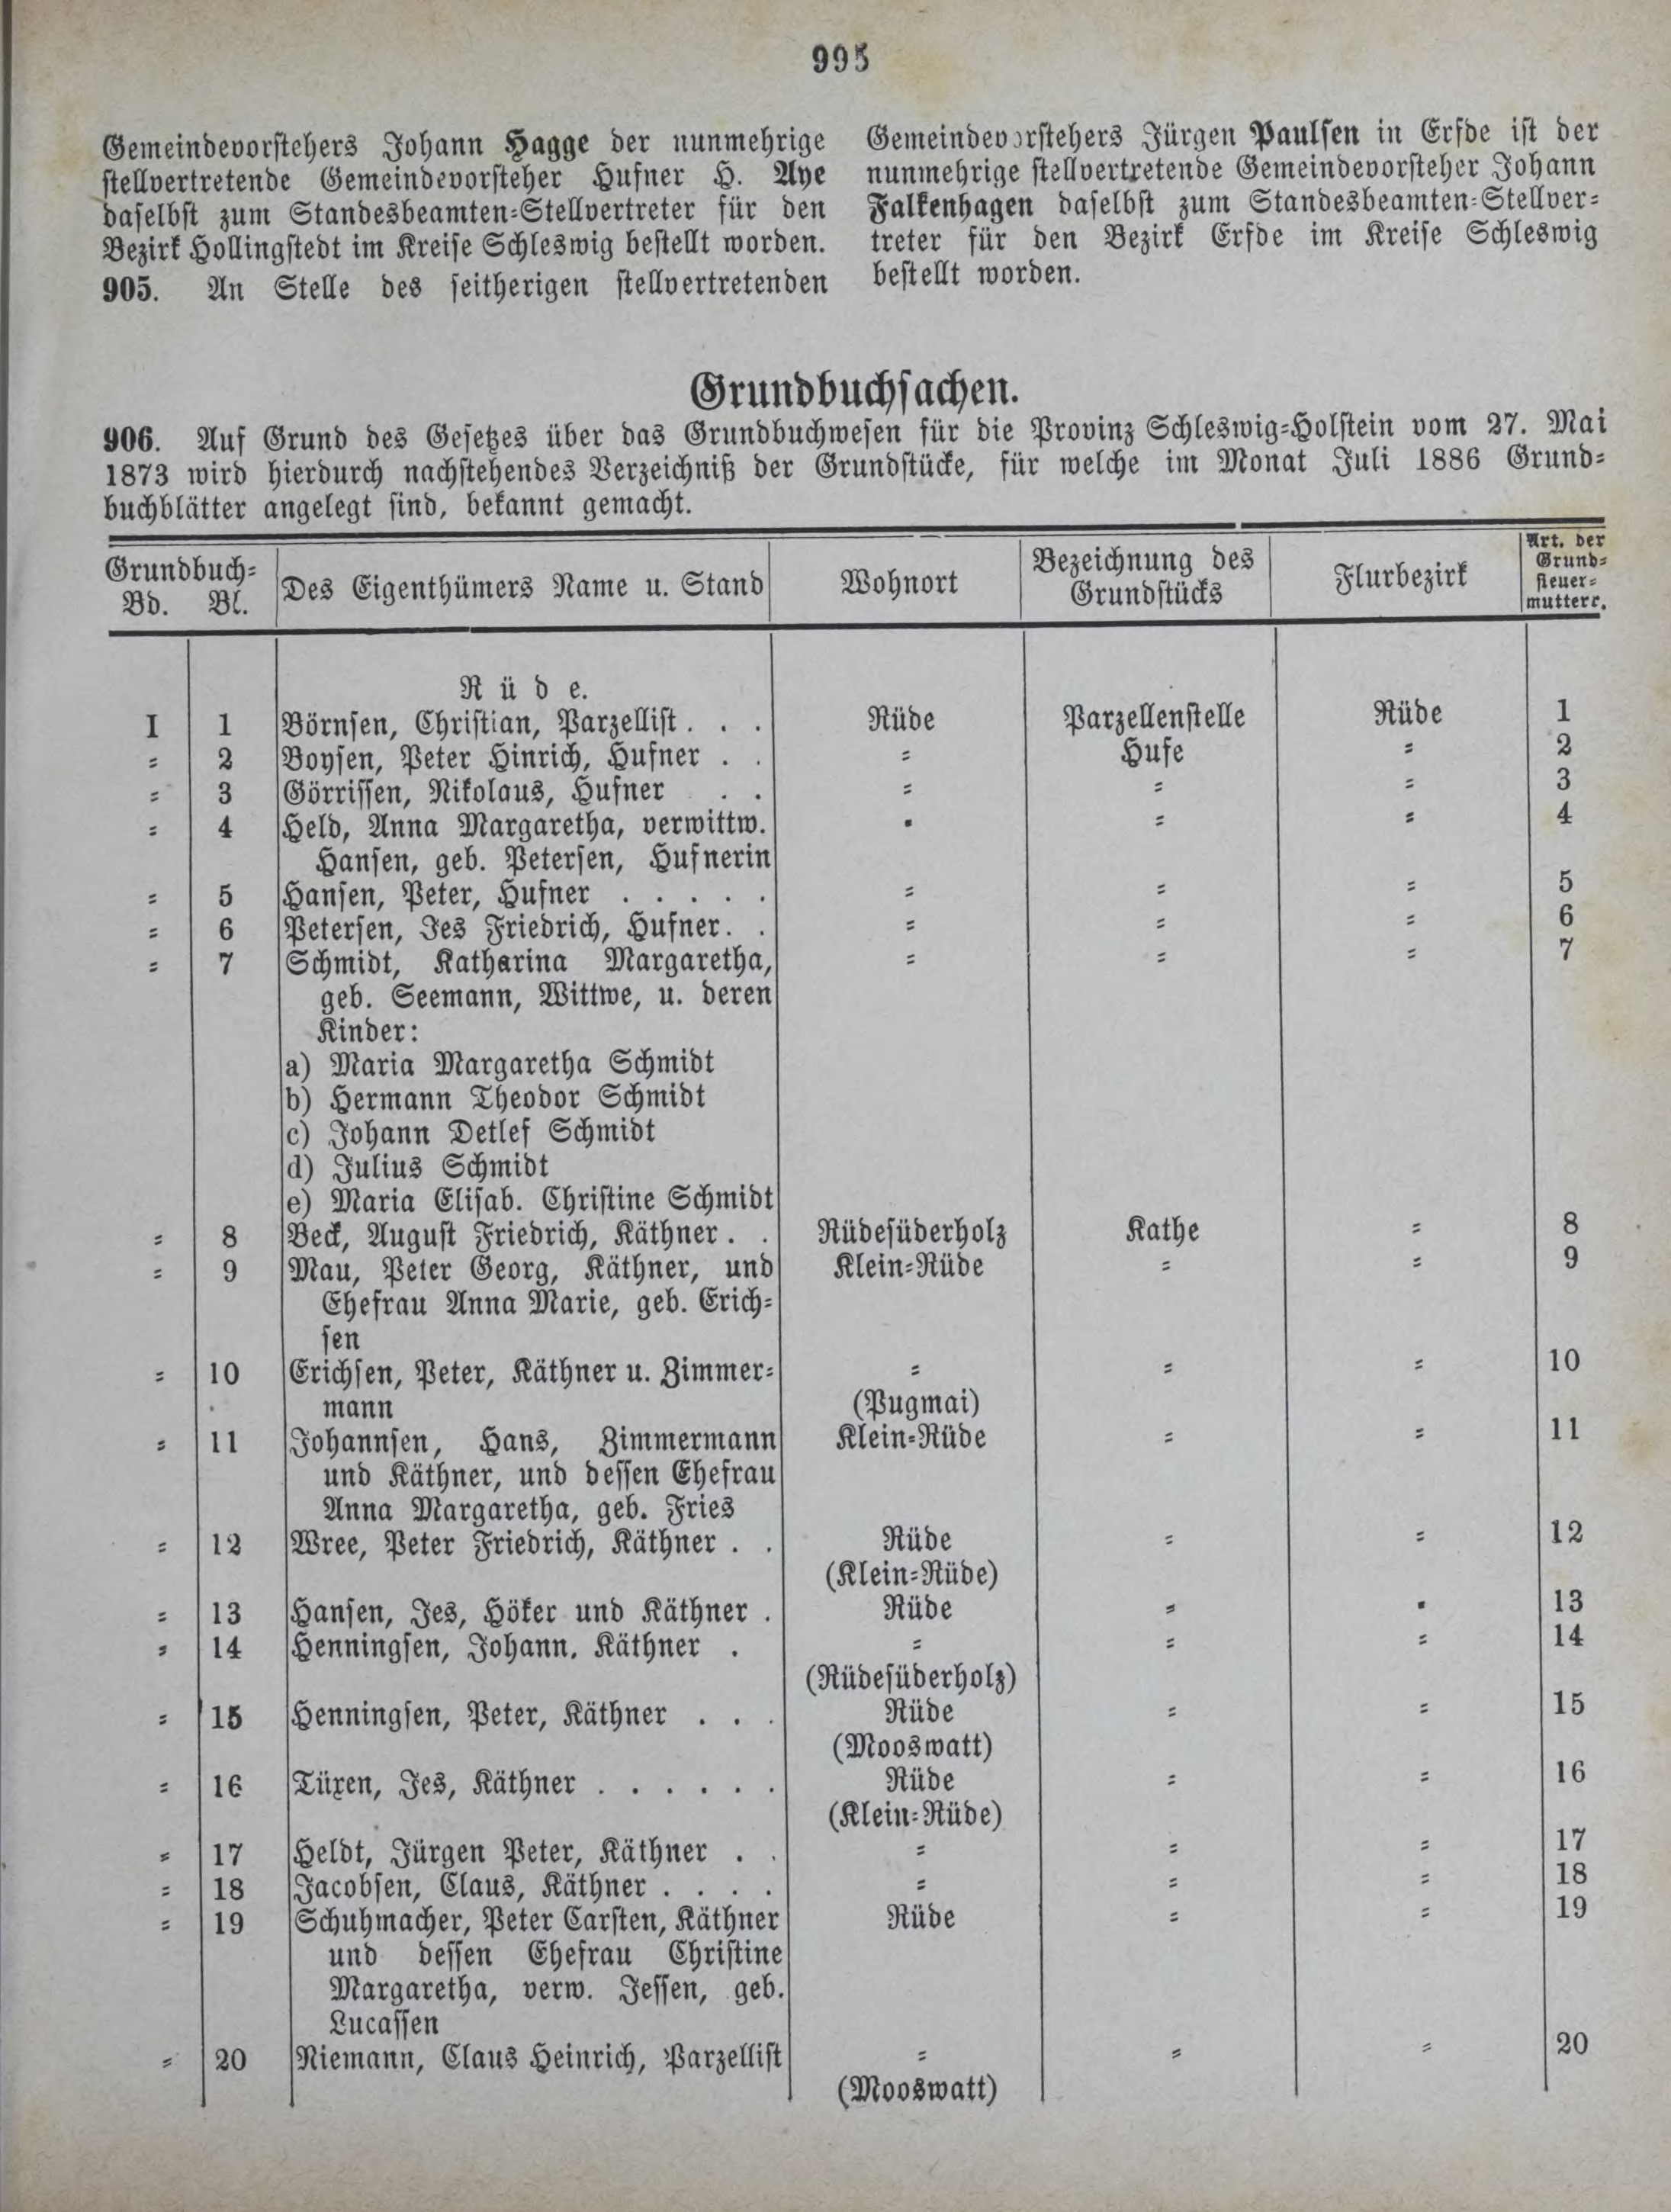 995
Gemeindevorstehers Johann Hagge der nunmehrige
stellvertretende Gemeindevorsteher Hufner H. Aye
daselbst zum Standesbeamten-Stellvertreter für den
Bezirk Hollingstedt im Kreise Schleswig bestellt worden.
905. An Stelle des seitherigen stellvertretenden
Gemeindevorstehers Jürgen Paulsen in Erfde ist der
nunmehrige stellvertretende Gemeindevorsteher Johann
Falkenhagen daselbst zum Standesbeamten-Stellver-
treter für den Bezirk Erfde im Kreise Schleswig
bestellt worden.
Grundbuchsachen.
906. Auf Grund des Gesetzes über das Grundbuchwesen für die Provinz Schleswig-Holstein vom 27. Mai
1873 wird hierdurch nachstehendes Verzeichniß der Grundstücke, für welche im Monat Juli 1886 Grund-
buchblätter angelegt sind, bekannt gemacht.
Grundbuch-
Bd. Bl.
Des Eigenthümers Name u. Stand
Wohnort
Bezeichnung des
Grundstücks
Flurbezirk
Art. der
Grund-
steuer-
mutterr.
Rüde.
I 1 Börnsen, Christian, Parzellist . . . Rüde Parzellenstelle Rüde 1
= 2 Boysen, Peter Hinrich, Hufner . . = Hufe = 2
= 3 Görrissen, Nikolaus, Hufner . . = = = 3
= 4 Held, Anna Margaretha, verwittw. = = = 4
Hansen, geb. Petersen, Hufnerin
= 5 Hansen, Peter, Hufner . . . . . = = = 5
= 6 Petersen, Jes Friedrich, Hufner . . = = = 6
= 7 Schmidt, Katharina Margaretha, = = = 7
geb. Seemann, Wittwe, u. deren
Kinder:
a) Maria Margaretha Schmidt
b) Hermann Theodor Schmidt
c) Johann Detlef Schmidt
d) Julius Schmidt
e) Maria Elisab. Christine Schmidt
= 8 Beck, August Friedrich, Käthner . . Rüdesüderholz Kathe = 8
= 9 Mau, Peter Georg, Käthner, und Klein-Rüde = = 9
Ehefrau Anna Marie, geb. Erich-
sen
= 10 Erichsen, Peter, Käthner u. Zimmer- = = = 10
mann (Pugmai)
= 11 Johannsen, Hans, Zimmermann Klein-Rüde = = 11
und Käthner, und dessen Ehefrau
Anna Margaretha, geb. Fries
= 12 Wree, Peter Friedrich, Käthner . . Rüde = = 12
(Klein-Rüde)
= 13 Hansen, Jes, Höker und Käthner . Rüde = = 13
= 14 Henningsen, Johann, Käthner . = = = 14
(Rüdesüderholz)
= 15 Henningsen, Peter, Käthner . . . Rüde = = 15
(Mooswatt)
= 16 Türen, Jes, Käthner . . . . . . Rüde = = 16
(Klein-Rüde)
= 17 Heldt, Jürgen Peter, Käthner . . = = = 17
= 18 Jacobsen, Claus, Käthner . . . . = = = 18
= 19 Schuhmacher, Peter Carsten, Käthner Rüde = = 19
und dessen Ehefrau Christine
Margaretha, verw. Jessen, geb.
Lucassen
= 20 Niemann, Claus Heinrich, Parzellist = = = 20
(Mooswatt)